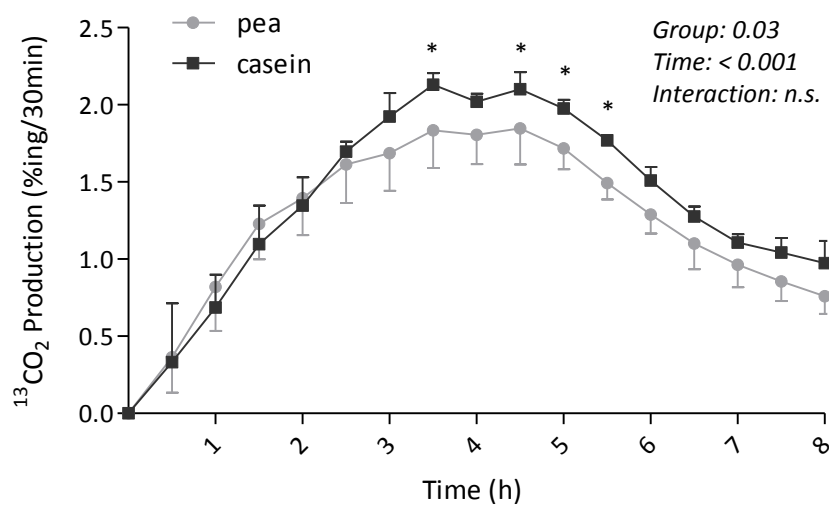 pea
casein
Group: 0.03
Time: < 0.001
Interaction: n.s.
* * * *
2.5
2.0
1.5
1.0
0.5
0.0
¹³CO₂ Production (%ing/30min)
1 2 3 4 5 6 7 8
Time (h)